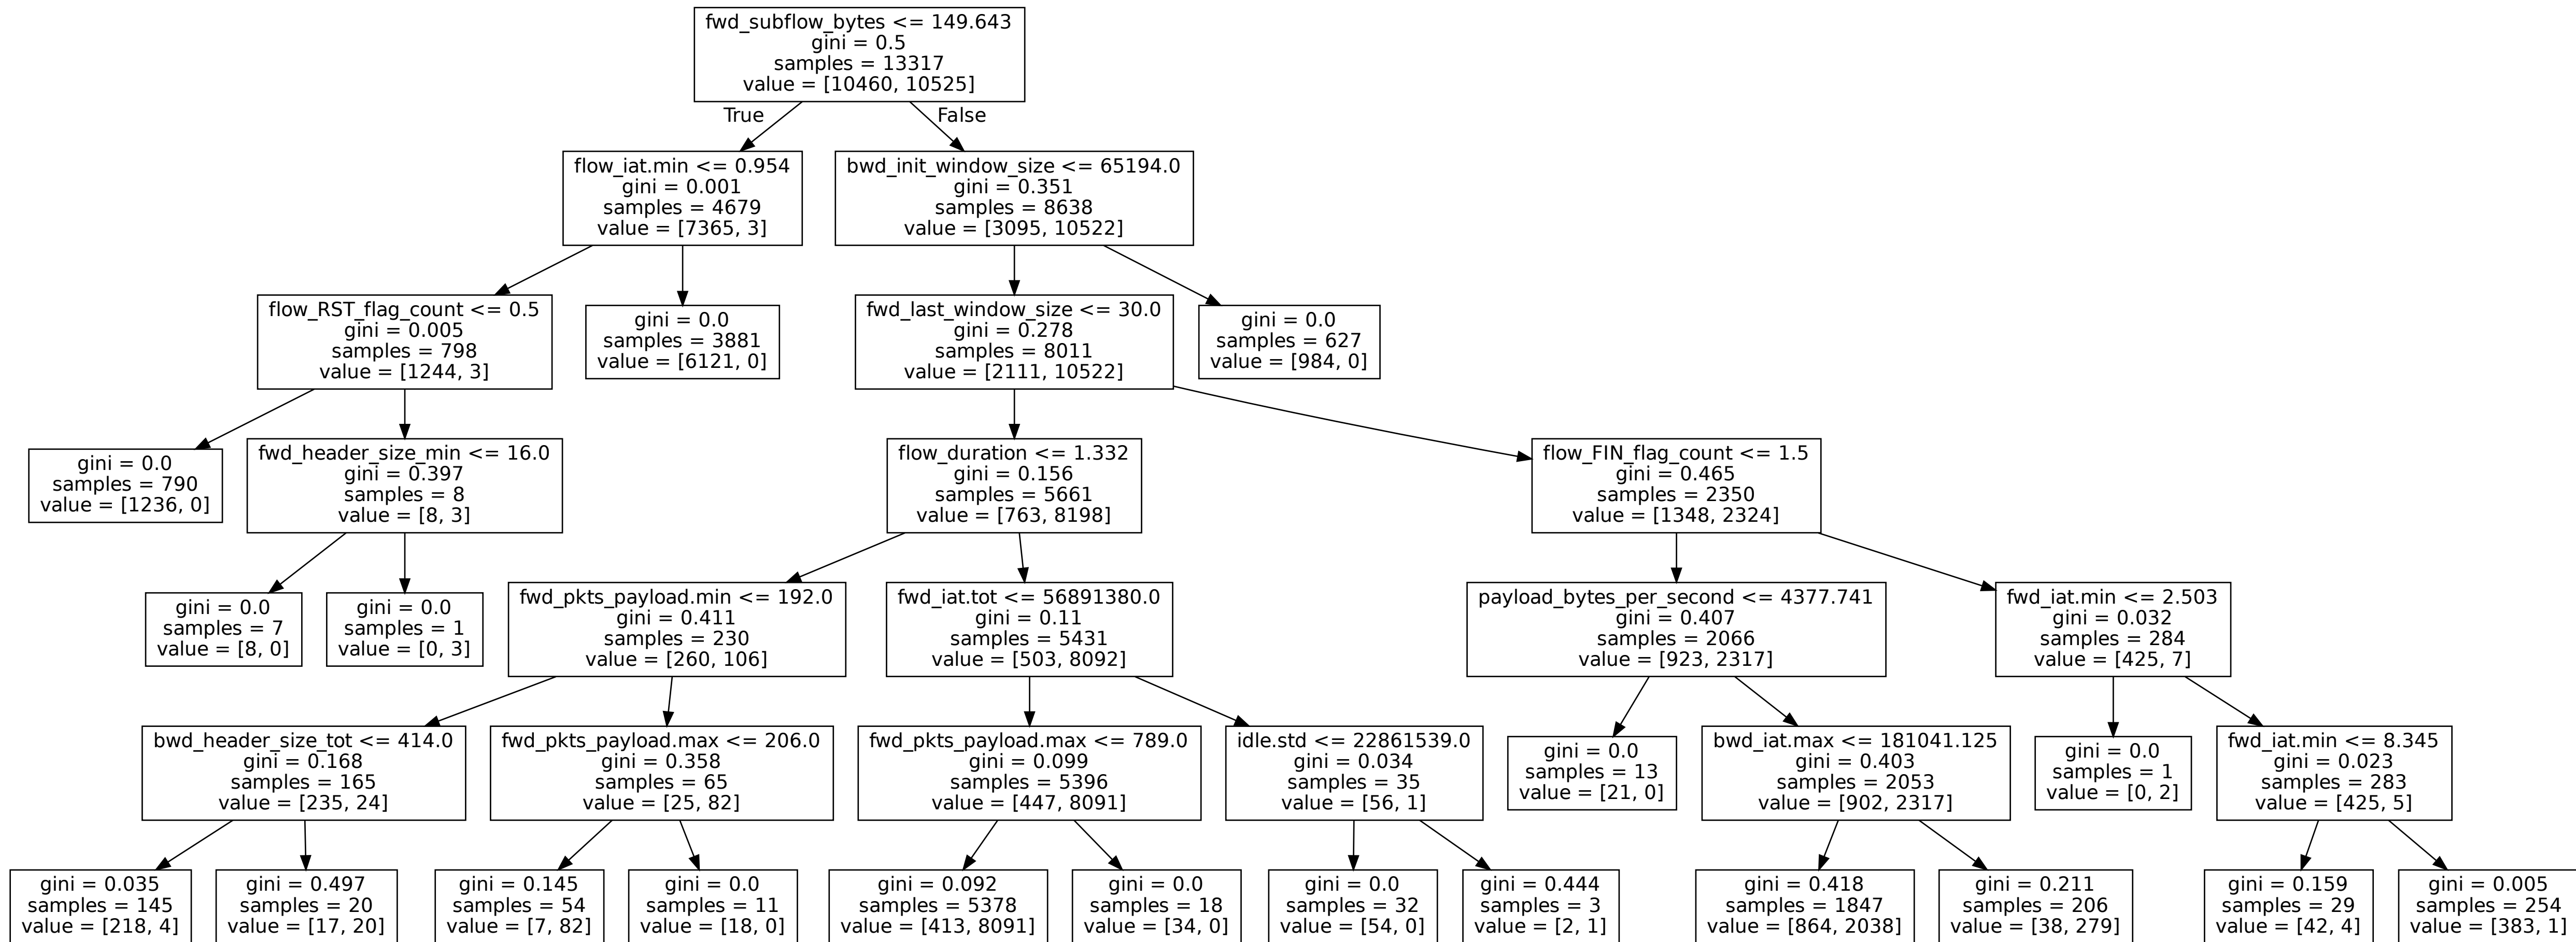 fwd_subflow_bytes <= 149.643
gini = 0.5
samples = 13317
value = [10460, 10525]
True
False
flow_iat.min <= 0.954
gini = 0.001
samples = 4679
value = [7365, 3]
bwd_init_window_size <= 65194.0
gini = 0.351
samples = 8638
value = [3095, 10522]
flow_RST_flag_count <= 0.5
gini = 0.005
samples = 798
value = [1244, 3]
gini = 0.0
samples = 3881
value = [6121, 0]
fwd_last_window_size <= 30.0
gini = 0.278
samples = 8011
value = [2111, 10522]
gini = 0.0
samples = 627
value = [984, 0]
gini = 0.0
samples = 790
value = [1236, 0]
fwd_header_size_min <= 16.0
gini = 0.397
samples = 8
value = [8, 3]
flow_duration <= 1.332
gini = 0.156
samples = 5661
value = [763, 8198]
flow_FIN_flag_count <= 1.5
gini = 0.465
samples = 2350
value = [1348, 2324]
gini = 0.0
samples = 7
value = [8, 0]
gini = 0.0
samples = 1
value = [0, 3]
fwd_pkts_payload.min <= 192.0
gini = 0.411
samples = 230
value = [260, 106]
fwd_iat.tot <= 56891380.0
gini = 0.11
samples = 5431
value = [503, 8092]
payload_bytes_per_second <= 4377.741
gini = 0.407
samples = 2066
value = [923, 2317]
fwd_iat.min <= 2.503
gini = 0.032
samples = 284
value = [425, 7]
bwd_header_size_tot <= 414.0
gini = 0.168
samples = 165
value = [235, 24]
fwd_pkts_payload.max <= 206.0
gini = 0.358
samples = 65
value = [25, 82]
fwd_pkts_payload.max <= 789.0
gini = 0.099
samples = 5396
value = [447, 8091]
idle.std <= 22861539.0
gini = 0.034
samples = 35
value = [56, 1]
gini = 0.0
samples = 13
value = [21, 0]
bwd_iat.max <= 181041.125
gini = 0.403
samples = 2053
value = [902, 2317]
gini = 0.0
samples = 1
value = [0, 2]
fwd_iat.min <= 8.345
gini = 0.023
samples = 283
value = [425, 5]
gini = 0.035
samples = 145
value = [218, 4]
gini = 0.497
samples = 20
value = [17, 20]
gini = 0.145
samples = 54
value = [7, 82]
gini = 0.0
samples = 11
value = [18, 0]
gini = 0.092
samples = 5378
value = [413, 8091]
gini = 0.0
samples = 18
value = [34, 0]
gini = 0.0
samples = 32
value = [54, 0]
gini = 0.444
samples = 3
value = [2, 1]
gini = 0.418
samples = 1847
value = [864, 2038]
gini = 0.211
samples = 206
value = [38, 279]
gini = 0.159
samples = 29
value = [42, 4]
gini = 0.005
samples = 254
value = [383, 1]